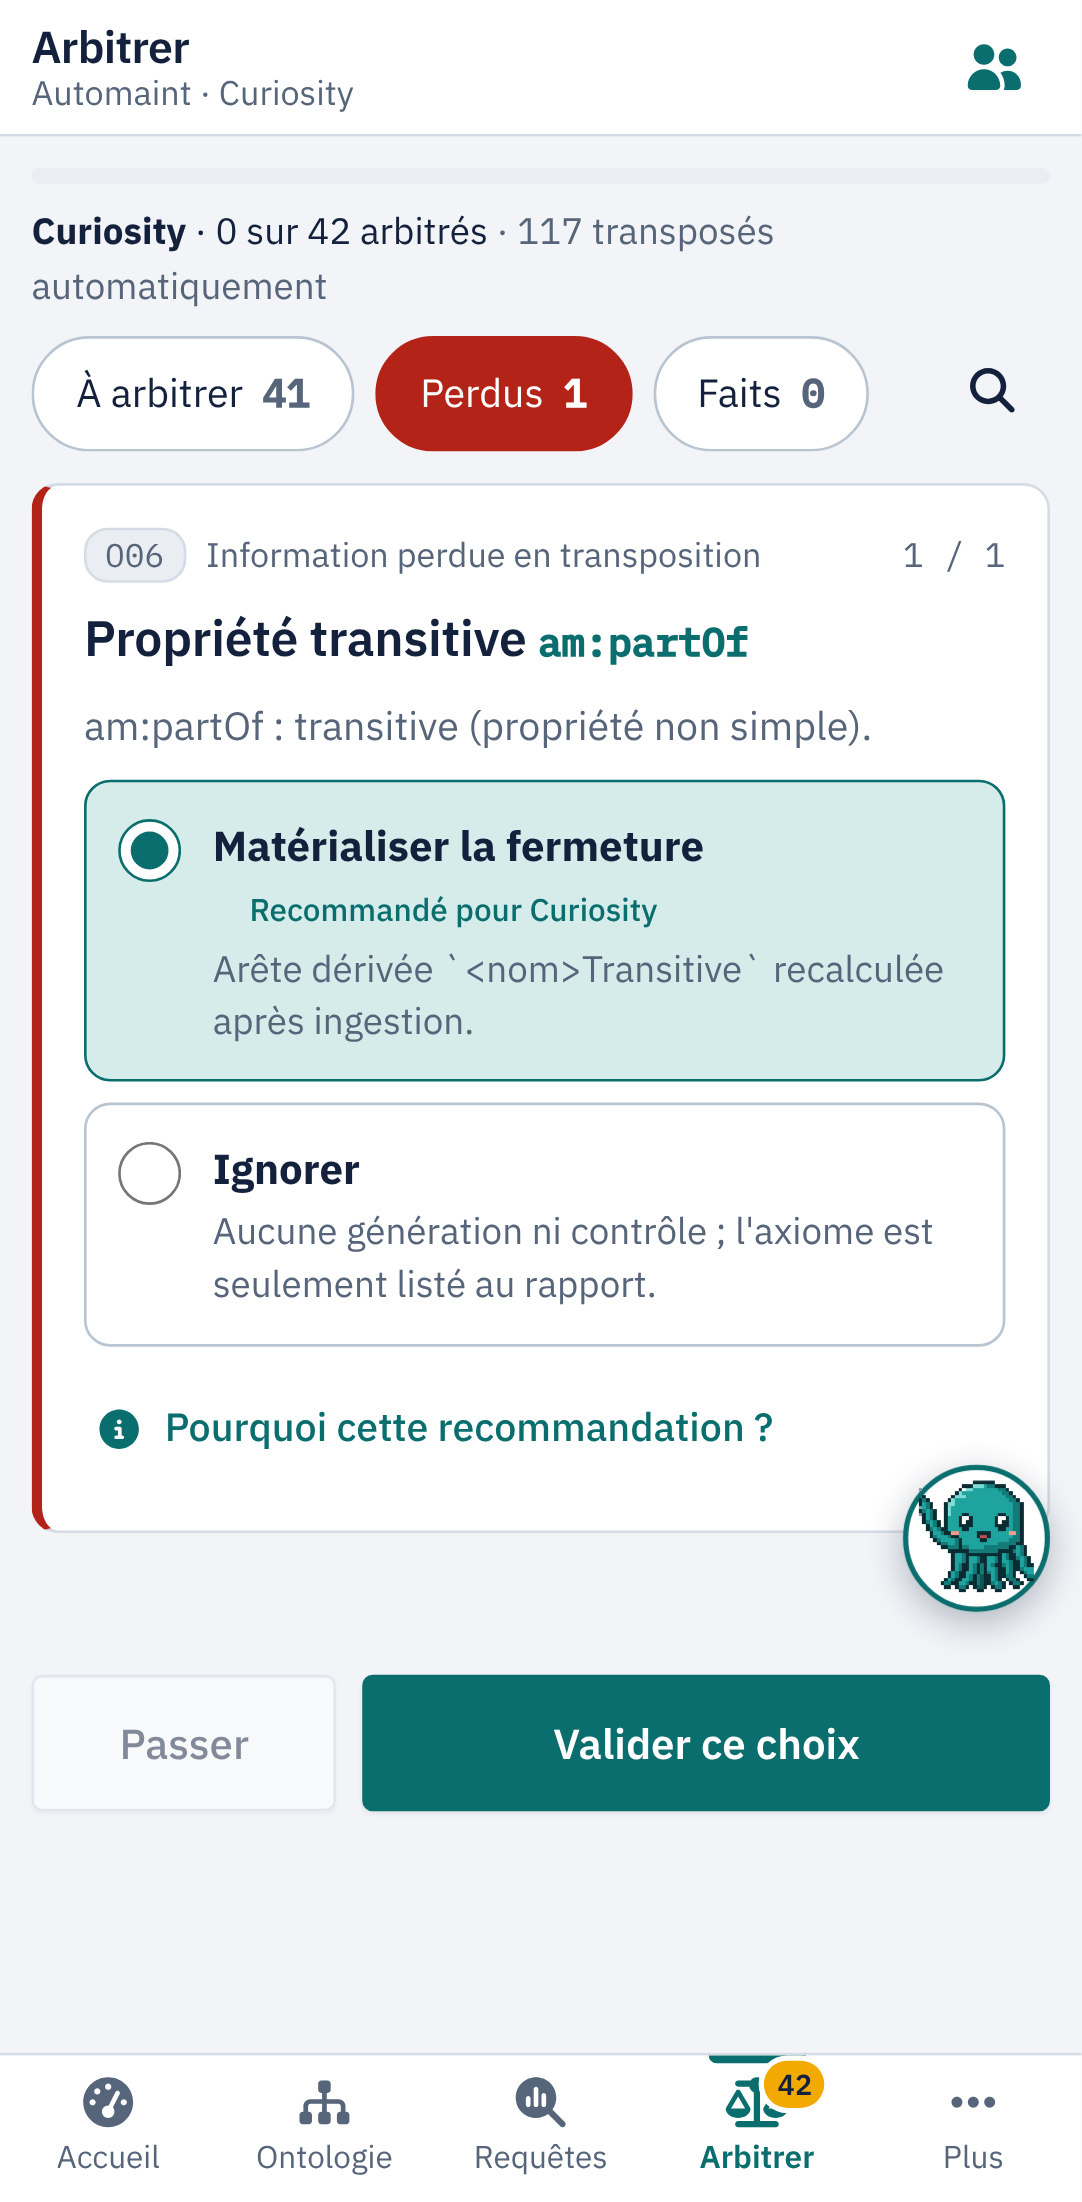 Arbitrer
Automaint · Curiosity
Curiosity · 0 sur 42 arbitrés · 117 transposés
automatiquement
À arbitrer 41
Perdus 1
Faits 0
O06 Information perdue en transposition 1 / 1
Propriété transitive am:partOf
am:partOf : transitive (propriété non simple).
Matérialiser la fermeture
Recommandé pour Curiosity
Arête dérivée `<nom>Transitive` recalculée
après ingestion.
Ignorer
Aucune génération ni contrôle ; l'axiome est
seulement listé au rapport.
Pourquoi cette recommandation ?
Passer
Valider ce choix
42
Accueil
Ontologie
Requêtes
Arbitrer
Plus